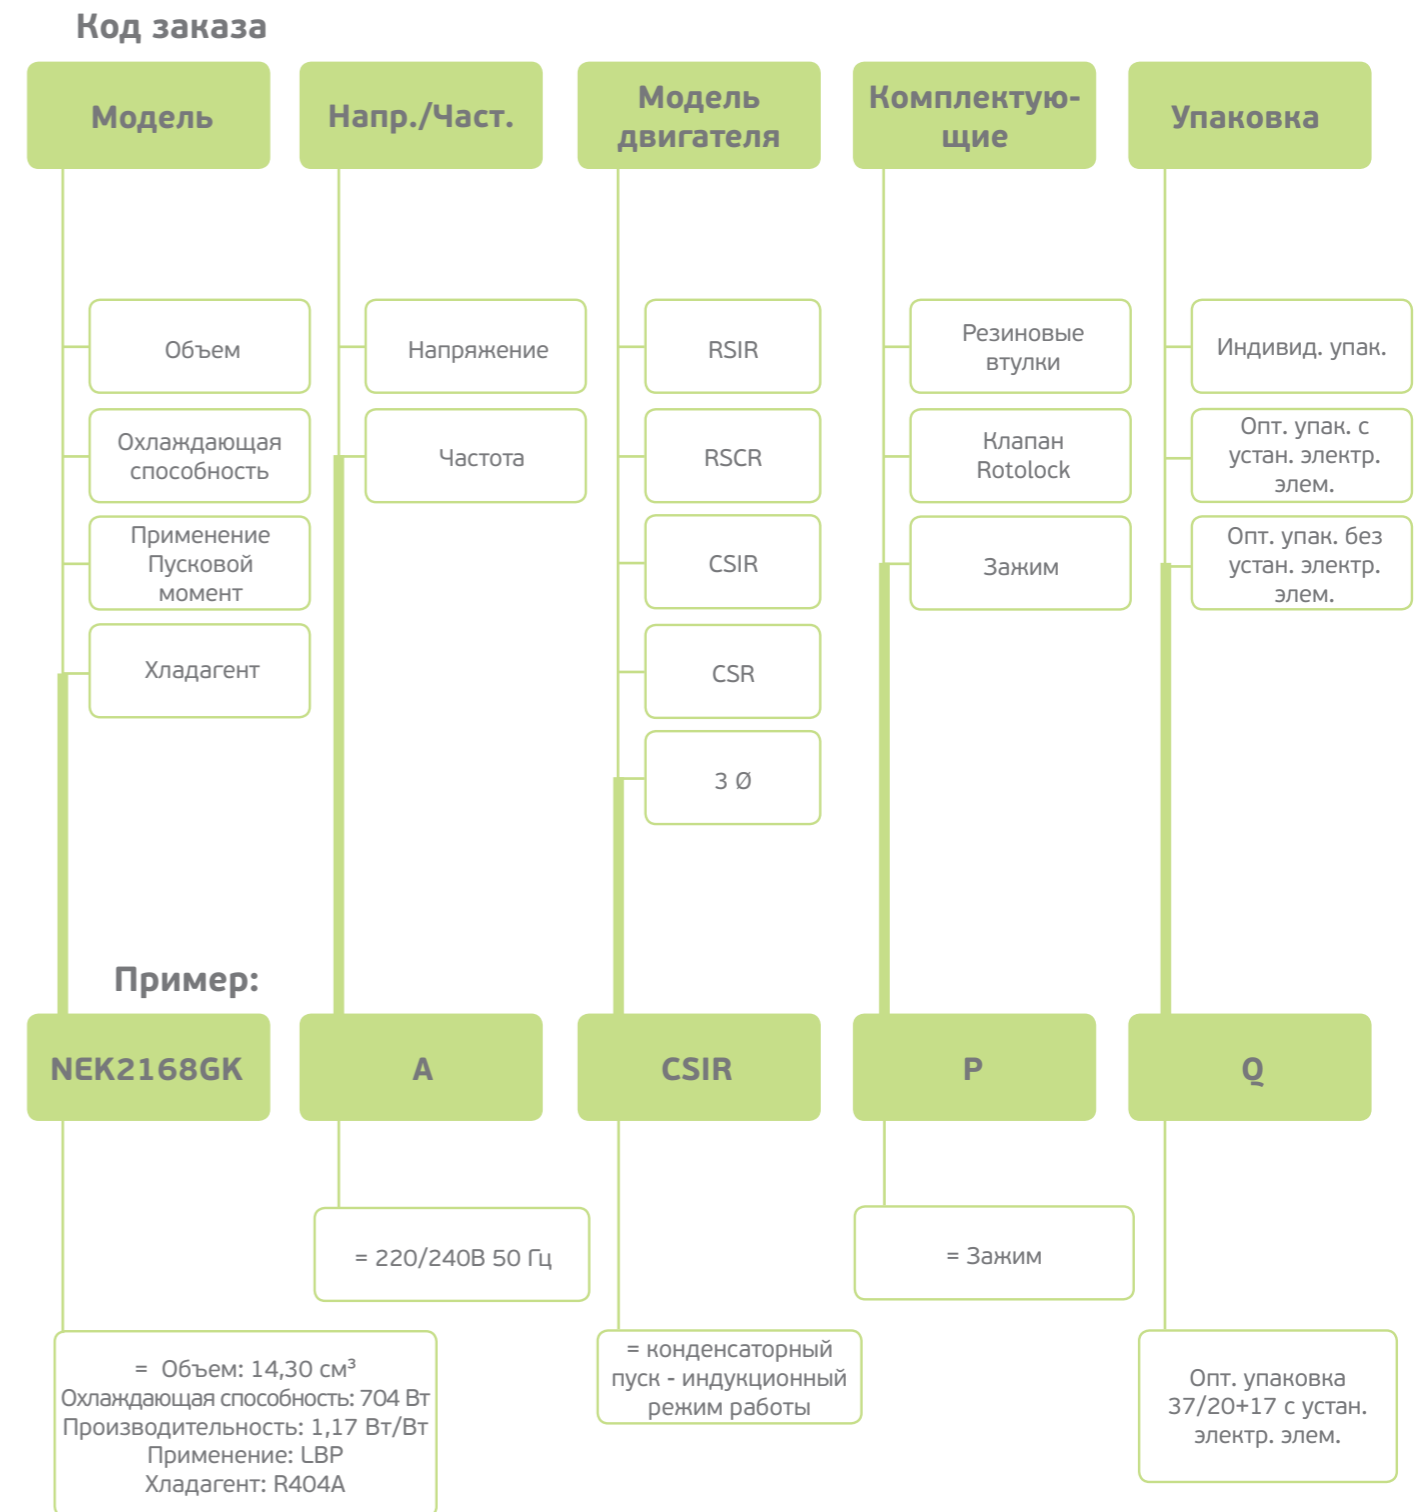 Код заказа
Модель
Напр./Част.
Модель
двигателя
Комплектую-
щие
Упаковка
Объем
Охлаждающая
способность
Применение
Пусковой
момент
Хладагент
Напряжение
Частота
RSIR
RSCR
CSIR
CSR
3 Ø
Резиновые
втулки
Клапан
Rotolock
Зажим
Индивид. упак.
Опт. упак. с
устан. электр.
элем.
Опт. упак. без
устан. электр.
элем.
Пример:
NEK2168GK
A
CSIR
P
Q
= Объем: 14,30 см³
Охлаждающая способность: 704 Вт
Производительность: 1,17 Вт/Вт
Применение: LBP
Хладагент: R404A
= 220/240В 50 Гц
= конденсаторный
пуск - индукционный
режим работы
= Зажим
Опт. упаковка
37/20+17 с устан.
электр. элем.